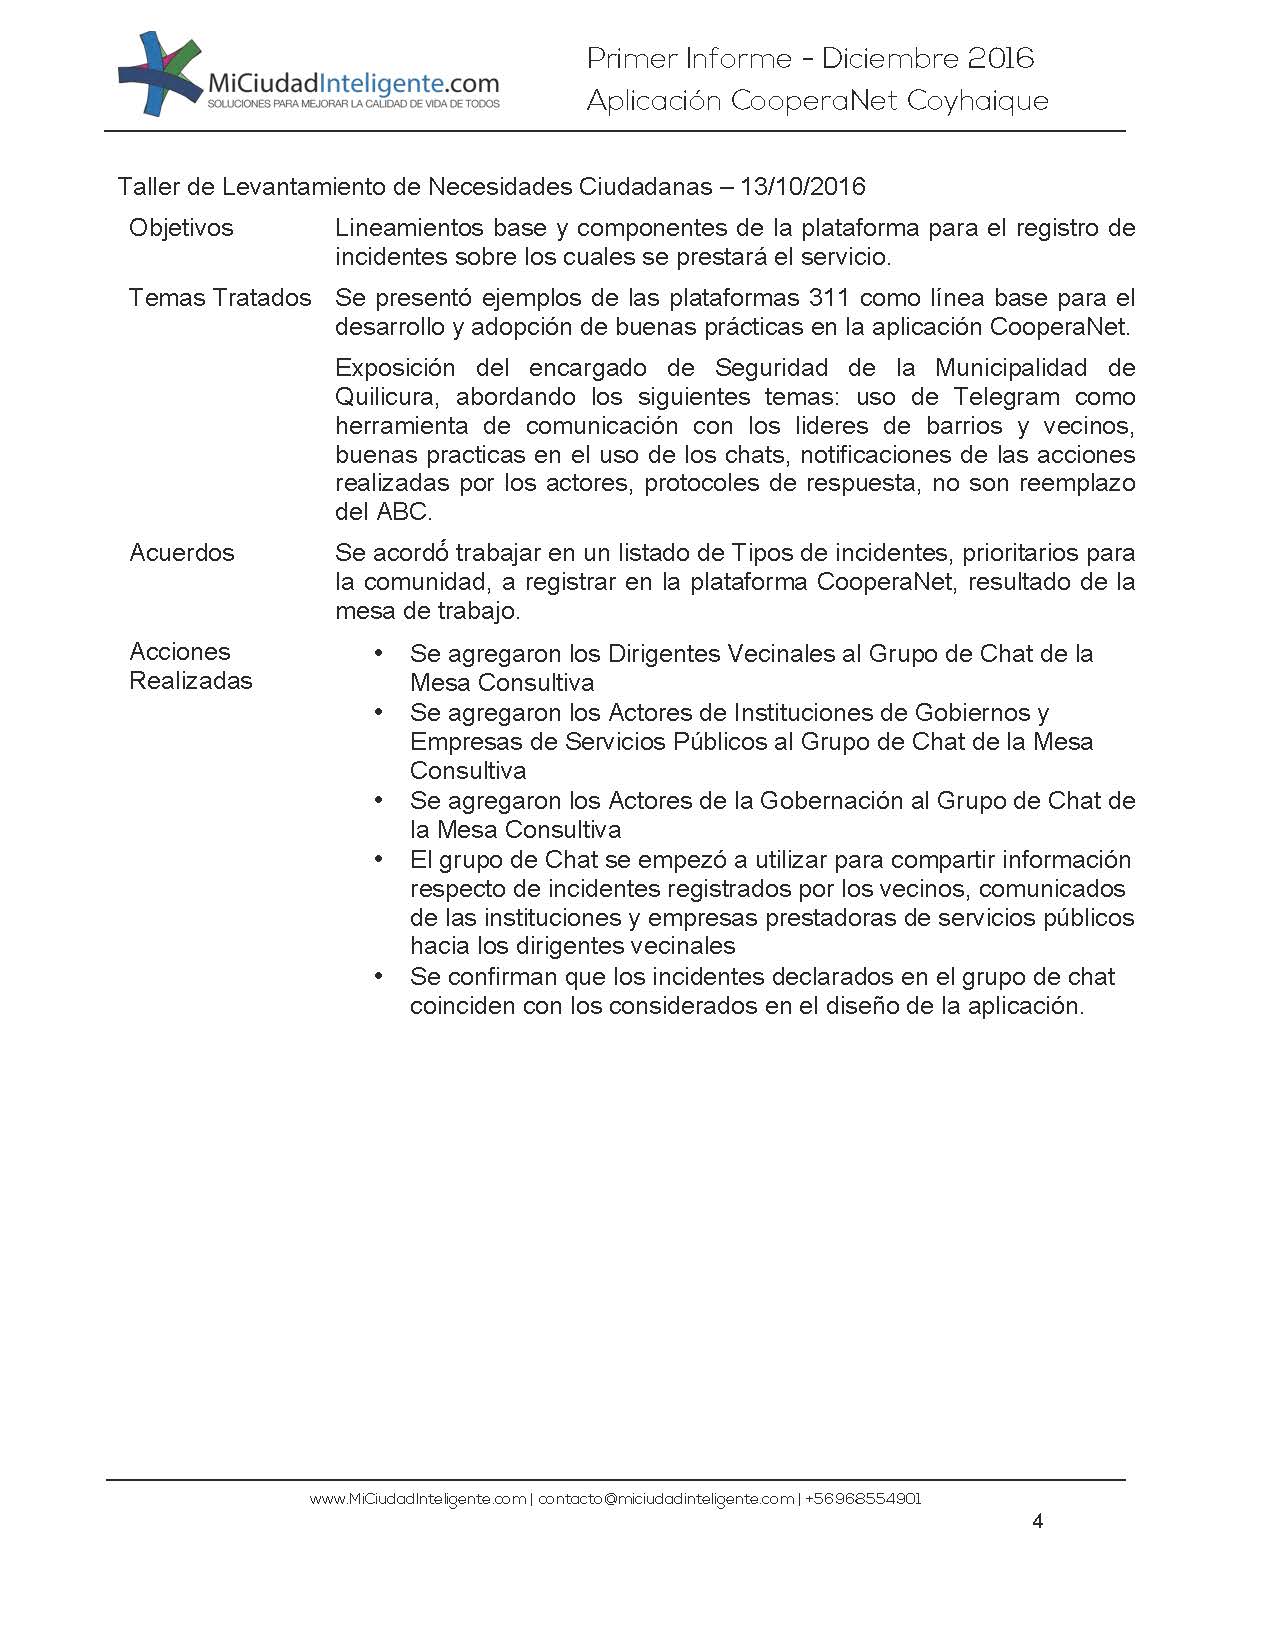 MiCiudadInteligente.com
SOLUCIONES PARA MEJORAR LA CALIDAD DE VIDA DE TODOS
Primer Informe - Diciembre 2016
Aplicación CooperaNet Coyhaique
Taller de Levantamiento de Necesidades Ciudadanas – 13/10/2016
Objetivos
Lineamientos base y componentes de la plataforma para el registro de
incidentes sobre los cuales se prestará el servicio.
Temas Tratados
Se presentó ejemplos de las plataformas 311 como línea base para el
desarrollo y adopción de buenas prácticas en la aplicación CooperaNet.
Exposición del encargado de Seguridad de la Municipalidad de
Quilicura, abordando los siguientes temas: uso de Telegram como
herramienta de comunicación con los lideres de barrios y vecinos,
buenas practicas en el uso de los chats, notificaciones de las acciones
realizadas por los actores, protocoles de respuesta, no son reemplazo
del ABC.
Acuerdos
Se acordó́ trabajar en un listado de Tipos de incidentes, prioritarios para
la comunidad, a registrar en la plataforma CooperaNet, resultado de la
mesa de trabajo.
Acciones
Realizadas
• Se agregaron los Dirigentes Vecinales al Grupo de Chat de la
Mesa Consultiva
• Se agregaron los Actores de Instituciones de Gobiernos y
Empresas de Servicios Públicos al Grupo de Chat de la Mesa
Consultiva
• Se agregaron los Actores de la Gobernación al Grupo de Chat de
la Mesa Consultiva
• El grupo de Chat se empezó a utilizar para compartir información
respecto de incidentes registrados por los vecinos, comunicados
de las instituciones y empresas prestadoras de servicios públicos
hacia los dirigentes vecinales
• Se confirman que los incidentes declarados en el grupo de chat
coinciden con los considerados en el diseño de la aplicación.
www.MiCiudadInteligente.com | contacto@miciudadinteligente.com | +56968554901
4